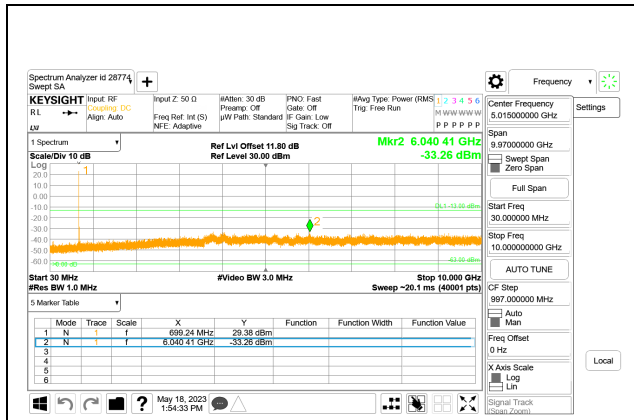 Spectrum Analyzer id 28774
Swept SA
Frequency
KEYSIGHT
R L
Input: RF
Coupling: DC
Align: Auto
Input Z: 50 Ω
Freq Ref: Int (S)
NFE: Adaptive
#Atten: 30 dB
Preamp: Off
µW Path: Standard
PNO: Fast
Gate: Off
IF Gain: Low
Sig Track: Off
#Avg Type: Power (RMS
Trig: Free Run
1 2 3 4 5 6
M W W W W W
P P P P P P
1 Spectrum
Scale/Div 10 dB
Ref Lvl Offset 11.80 dB
Ref Level 30.00 dBm
Mkr2 6.040 41 GHz
-33.26 dBm
Log
20.0
10.0
0.00
-10.0
-20.0
-30.0
-40.0
-50.0
-60.0
1
2
DL1 -13.00 dBm
Start 30 MHz
#Res BW 1.0 MHz
#Video BW 3.0 MHz
Stop 10.000 GHz
Sweep ~20.1 ms (40001 pts)
5 Marker Table
Mode Trace Scale X Y Function Function Width Function Value
1 N 1 f 699.24 MHz 29.38 dBm
2 N 1 f 6.040 41 GHz -33.26 dBm
3
4
5
6
May 18, 2023
1:54:33 PM
Center Frequency
5.015000000 GHz
Settings
Span
9.97000000 GHz
Swept Span
Zero Span
Full Span
Start Freq
30.000000 MHz
Stop Freq
10.00000000 GHz
AUTO TUNE
CF Step
997.000000 MHz
Auto
Man
Freq Offset
0 Hz
X Axis Scale
Log
Lin
Local
Signal Track
(Span Zoom)